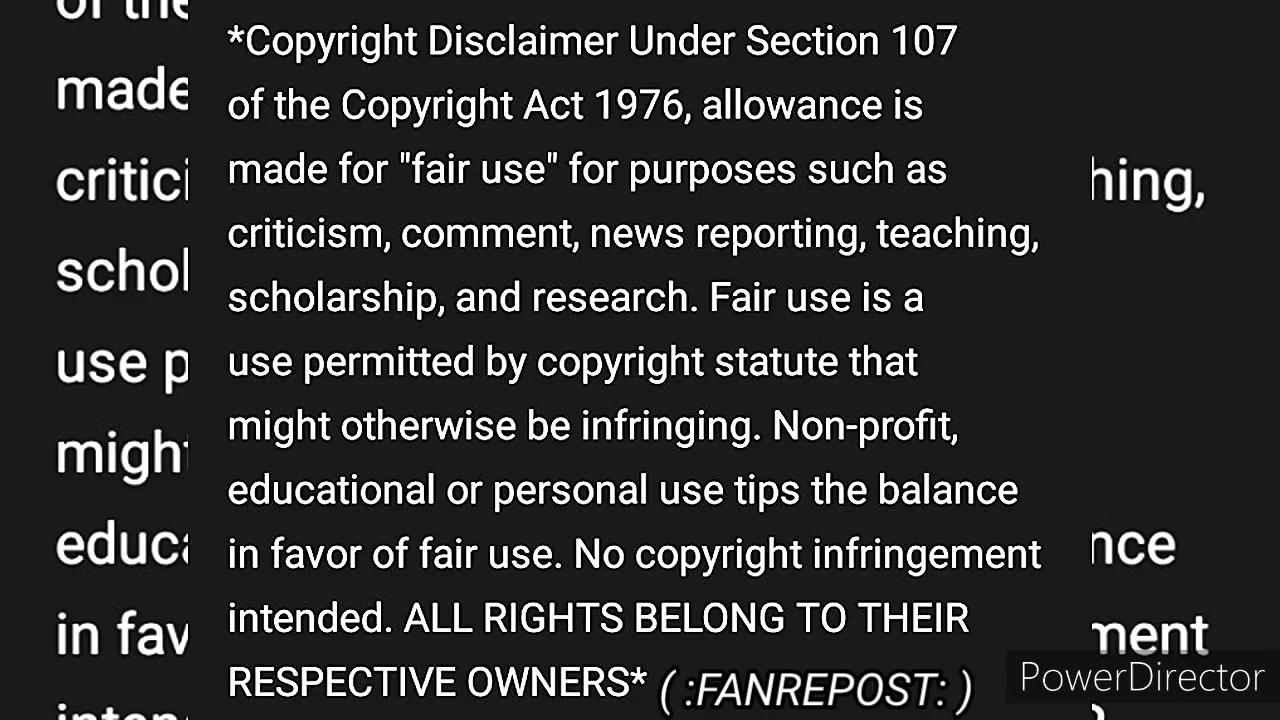 *Copyright Disclaimer Under Section 107
of the Copyright Act 1976, allowance is
made for "fair use" for purposes such as
criticism, comment, news reporting, teaching,
scholarship, and research. Fair use is a
use permitted by copyright statute that
might otherwise be infringing. Non-profit,
educational or personal use tips the balance
in favor of fair use. No copyright infringement
intended. ALL RIGHTS BELONG TO THEIR
RESPECTIVE OWNERS* ( :FANREPOST: )
PowerDirector